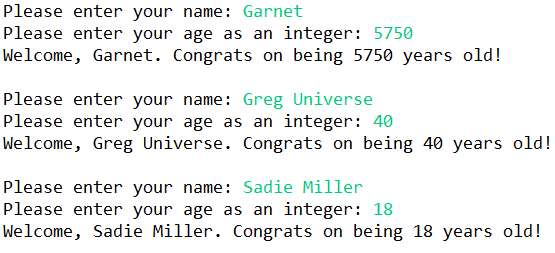 Please enter your name: Garnet
Please enter your age as an integer: 5750
Welcome, Garnet. Congrats on being 5750 years old!
Please enter your name: Greg Universe
Please enter your age as an integer: 40
Welcome, Greg Universe. Congrats on being 40 years old!
Please enter your name: Sadie Miller
Please enter your age as an integer: 18
Welcome, Sadie Miller. Congrats on being 18 years old!